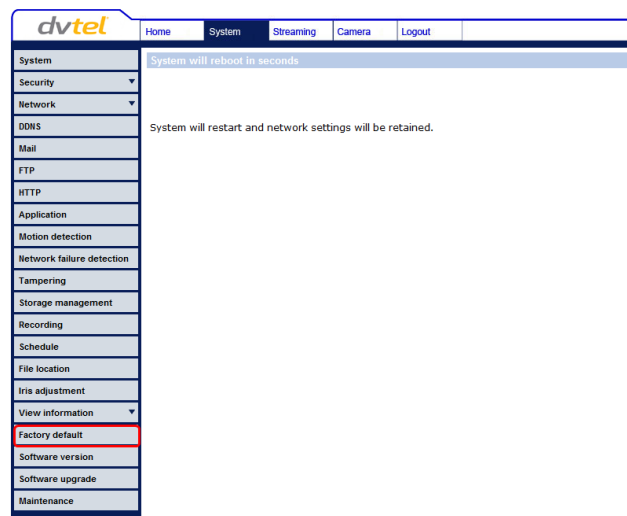 dvtel
Home System Streaming Camera Logout
System
System will reboot in seconds
Security
Network
DDNS
System will restart and network settings will be retained.
Mail
FTP
HTTP
Application
Motion detection
Network failure detection
Tampering
Storage management
Recording
Schedule
File location
Iris adjustment
View information
Factory default
Software version
Software upgrade
Maintenance